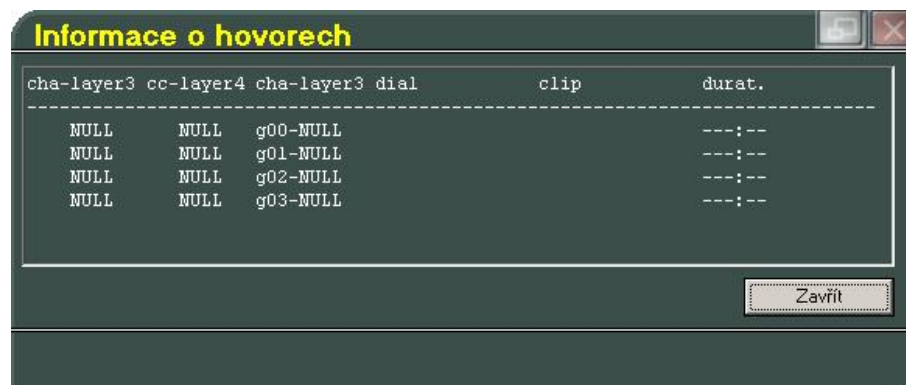 Informace o hovorech
cha-layer3 cc-layer4 cha-layer3 dial clip durat.
--------------------------------------------------------------------------------
NULL NULL g00-NULL ---:--
NULL NULL g01-NULL ---:--
NULL NULL g02-NULL ---:--
NULL NULL g03-NULL ---:--
Zavřít